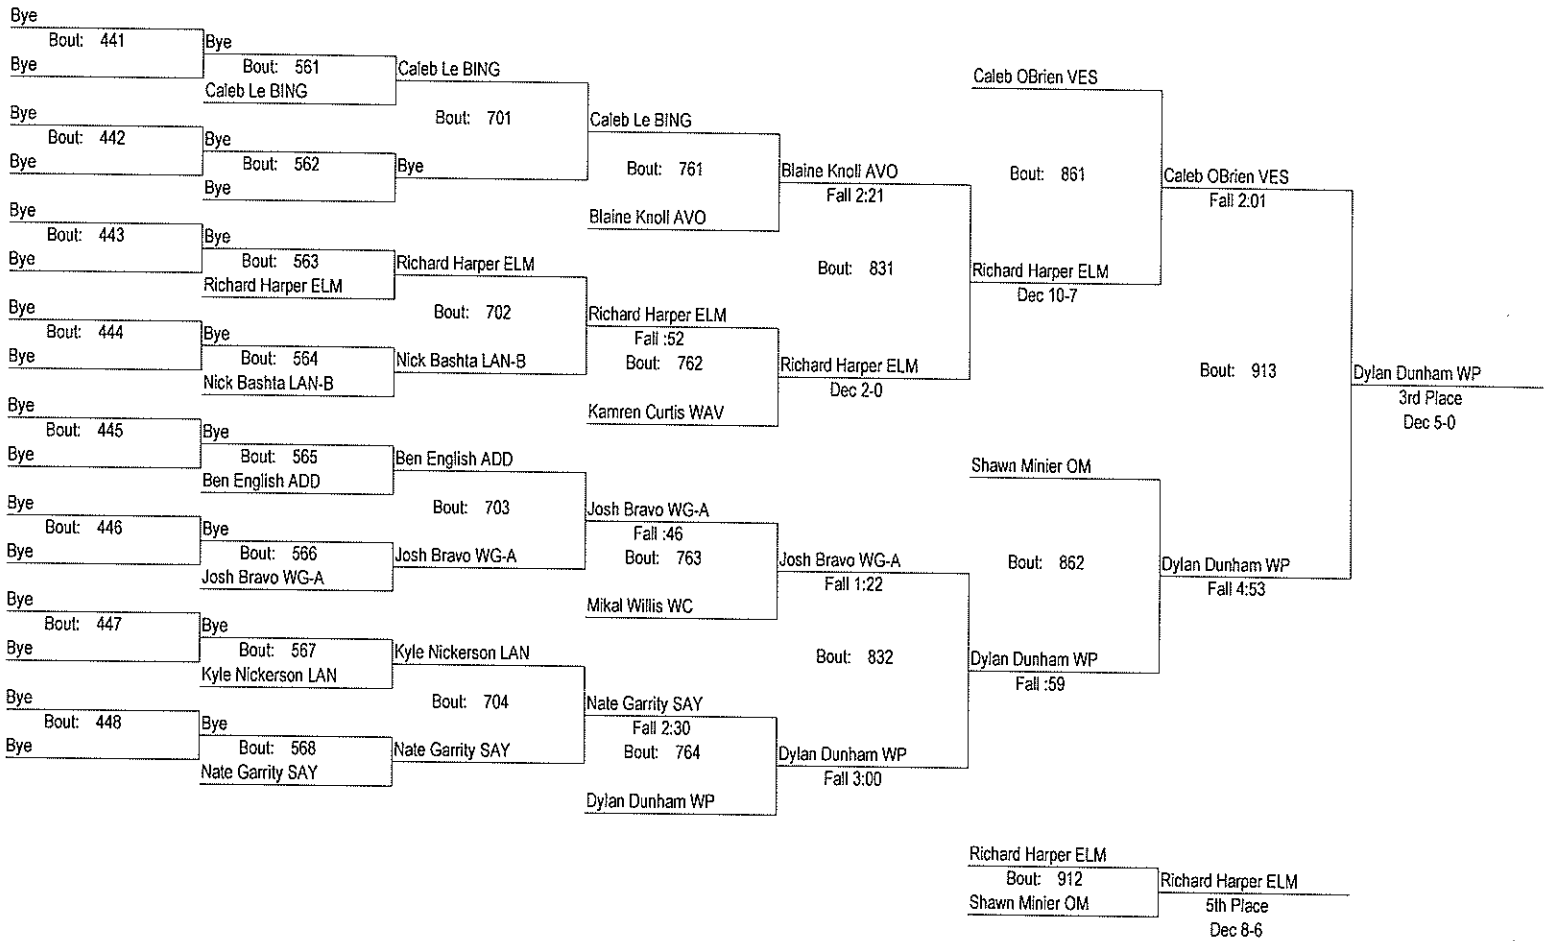 Bye
Bout: 441
Bye
Bye
Bout: 442
Bye
Bye
Bout: 443
Bye
Bye
Bout: 444
Bye
Bye
Bout: 445
Bye
Bye
Bout: 446
Bye
Bye
Bout: 447
Bye
Bye
Bout: 448
Bye
Bye
Bout: 561
Caleb Le BING
Bye
Bout: 562
Bye
Bye
Bout: 563
Richard Harper ELM
Bye
Bout: 564
Nick Bashta LAN-B
Bye
Bout: 565
Ben English ADD
Bye
Bout: 566
Josh Bravo WG-A
Bye
Bout: 567
Kyle Nickerson LAN
Bye
Bout: 568
Nate Garrity SAY
Caleb Le BING
Bout: 701
Bye
Richard Harper ELM
Bout: 702
Nick Bashta LAN-B
Ben English ADD
Bout: 703
Josh Bravo WG-A
Kyle Nickerson LAN
Bout: 704
Nate Garrity SAY
Caleb Le BING
Bout: 761
Blaine Knoll AVO
Richard Harper ELM
Fall :52
Bout: 762
Kamren Curtis WAV
Josh Bravo WG-A
Fall :46
Bout: 763
Mikal Willis WC
Nate Garrity SAY
Fall 2:30
Bout: 764
Dylan Dunham WP
Blaine Knoll AVO
Fall 2:21
Bout: 831
Richard Harper ELM
Dec 2-0
Josh Bravo WG-A
Fall 1:22
Bout: 832
Dylan Dunham WP
Fall 3:00
Caleb OBrien VES
Bout: 861
Richard Harper ELM
Dec 10-7
Shawn Minier OM
Bout: 862
Dylan Dunham WP
Fall :59
Caleb OBrien VES
Fall 2:01
Bout: 913
Dylan Dunham WP
Fall 4:53
Dylan Dunham WP
3rd Place
Dec 5-0
Richard Harper ELM
Bout: 912
Shawn Minier OM
Richard Harper ELM
5th Place
Dec 8-6